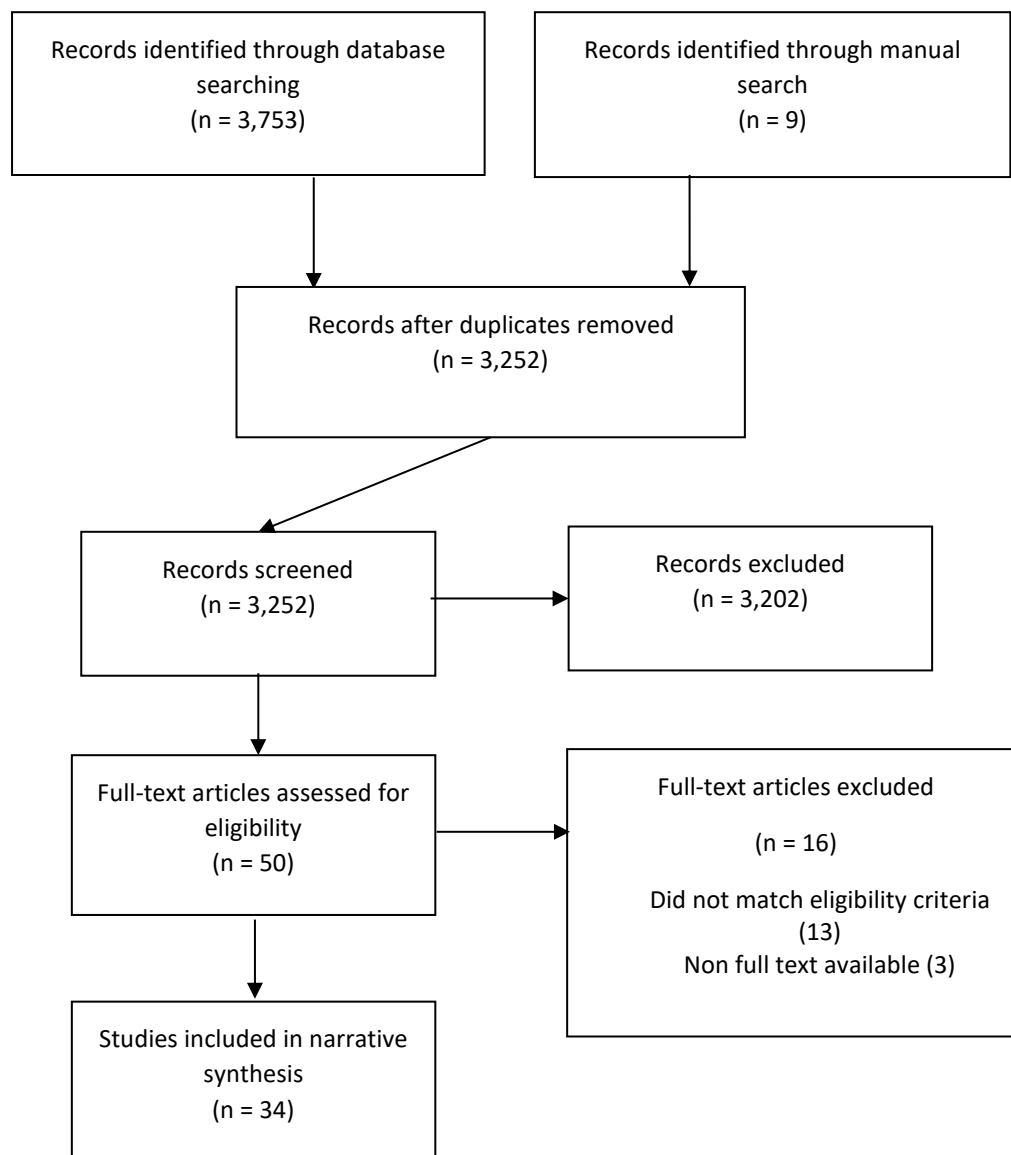 Records identified through database
searching
(n = 3,753)
Records identified through manual
search
(n = 9)
Records after duplicates removed
(n = 3,252)
Records screened
(n = 3,252)
Records excluded
(n = 3,202)
Full-text articles assessed for
eligibility
(n = 50)
Full-text articles excluded
(n = 16)
Did not match eligibility criteria
(13)
Non full text available (3)
Studies included in narrative
synthesis
(n = 34)